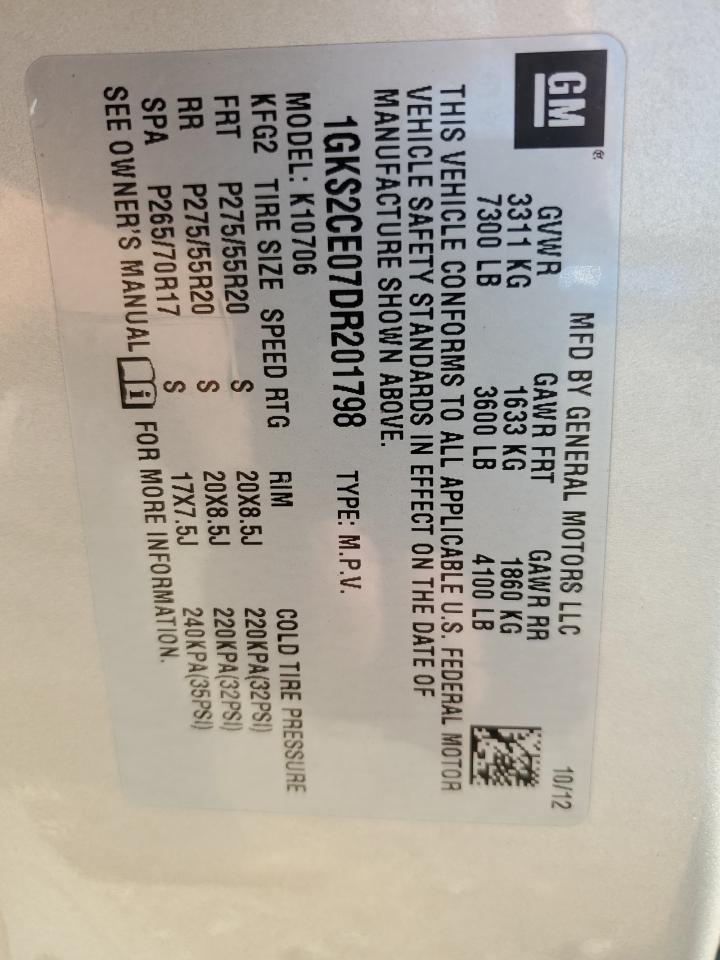 GM ®
MFD BY GENERAL MOTORS LLC 10/12
GVWR GAWR FRT GAWR RR
3311 KG 1633 KG 1860 KG
7300 LB 3600 LB 4100 LB
THIS VEHICLE CONFORMS TO ALL APPLICABLE U.S. FEDERAL MOTOR
VEHICLE SAFETY STANDARDS IN EFFECT ON THE DATE OF
MANUFACTURE SHOWN ABOVE.
1GKS2CE07DR201798 TYPE: M.P.V.
MODEL: K10706
KFG2 TIRE SIZE SPEED RTG RIM COLD TIRE PRESSURE
FRT P275/55R20 S 20X8.5J 220KPA(32PSI)
RR P275/55R20 S 20X8.5J 220KPA(32PSI)
SPA P265/70R17 S 17X7.5J 240KPA(35PSI)
SEE OWNER'S MANUAL i FOR MORE INFORMATION.